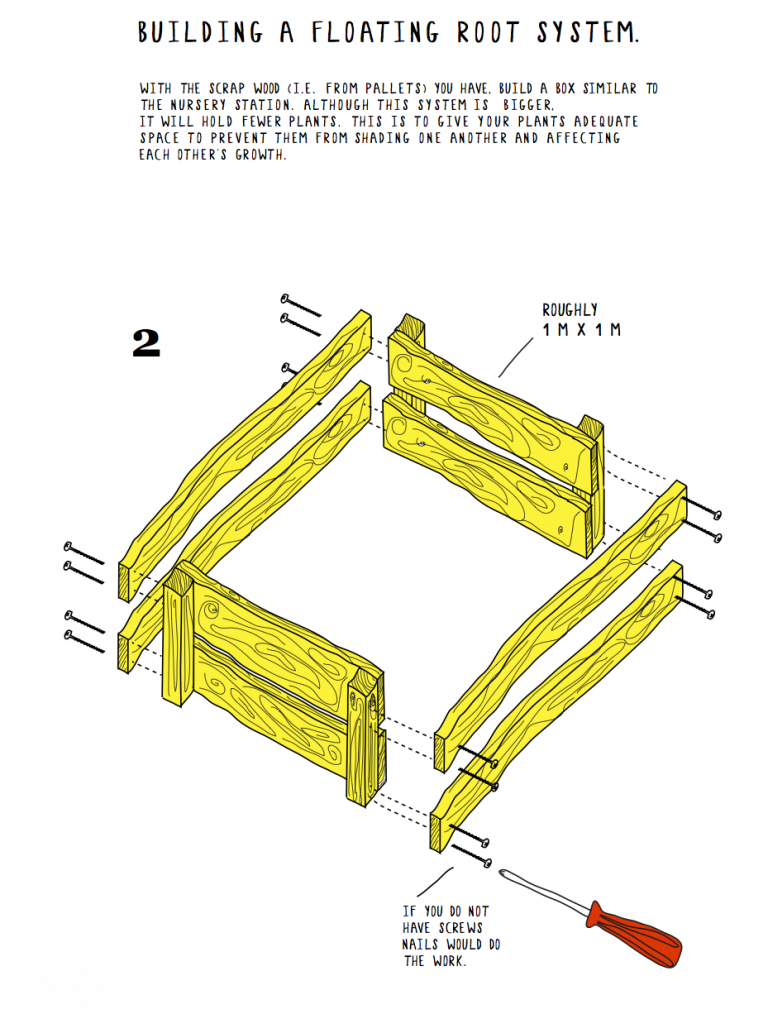 BUILDING A FLOATING ROOT SYSTEM.
WITH THE SCRAP WOOD (I.E. FROM PALLETS) YOU HAVE, BUILD A BOX SIMILAR TO
THE NURSERY STATION. ALTHOUGH THIS SYSTEM IS BIGGER,
IT WILL HOLD FEWER PLANTS. THIS IS TO GIVE YOUR PLANTS ADEQUATE
SPACE TO PREVENT THEM FROM SHADING ONE ANOTHER AND AFFECTING
EACH OTHER'S GROWTH.
2
ROUGHLY
1 M X 1 M
IF YOU DO NOT
HAVE SCREWS
NAILS WOULD DO
THE WORK.